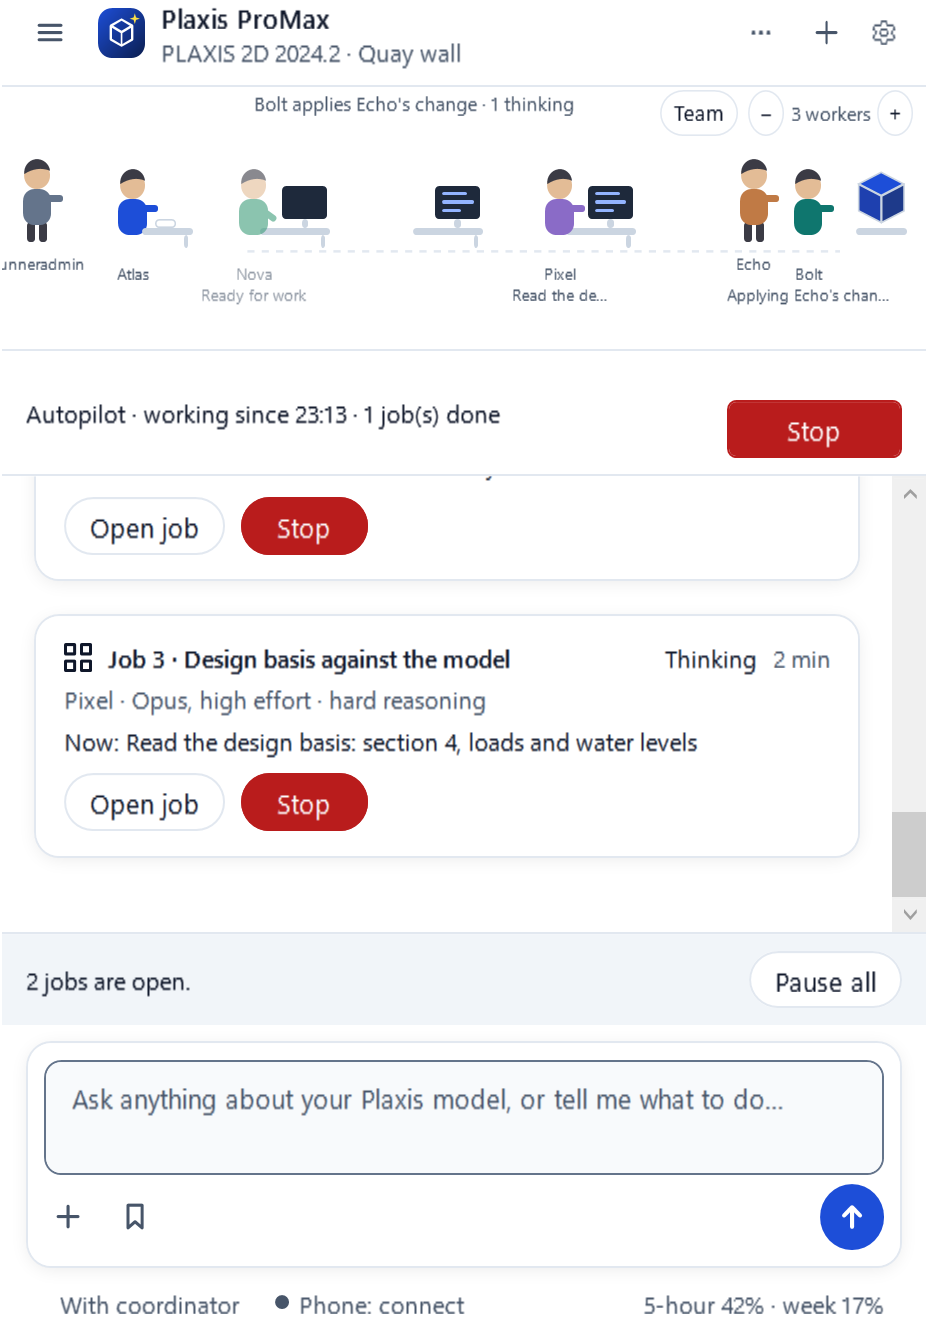 Plaxis ProMax
PLAXIS 2D 2024.2 · Quay wall
Bolt applies Echo's change · 1 thinking
Team
–
3 workers
+
unneradmin
Atlas
Nova
Ready for work
Pixel
Read the de...
Echo
Bolt
Applying Echo's chan...
Autopilot · working since 23:13 · 1 job(s) done
Stop
Open job
Stop
Job 3 · Design basis against the model
Thinking 2 min
Pixel · Opus, high effort · hard reasoning
Now: Read the design basis: section 4, loads and water levels
Open job
Stop
2 jobs are open.
Pause all
Ask anything about your Plaxis model, or tell me what to do...
With coordinator
Phone: connect
5-hour 42% · week 17%